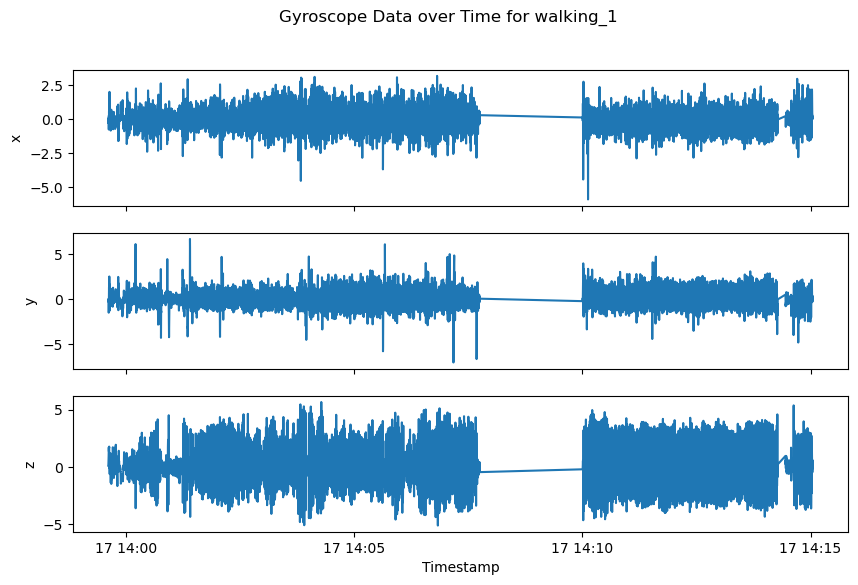 Gyroscope Data over Time for walking_1
2.5
0.0
−2.5
−5.0
x
5
0
−5
y
5
0
−5
z
17 14:00 17 14:05 17 14:10 17 14:15
Timestamp